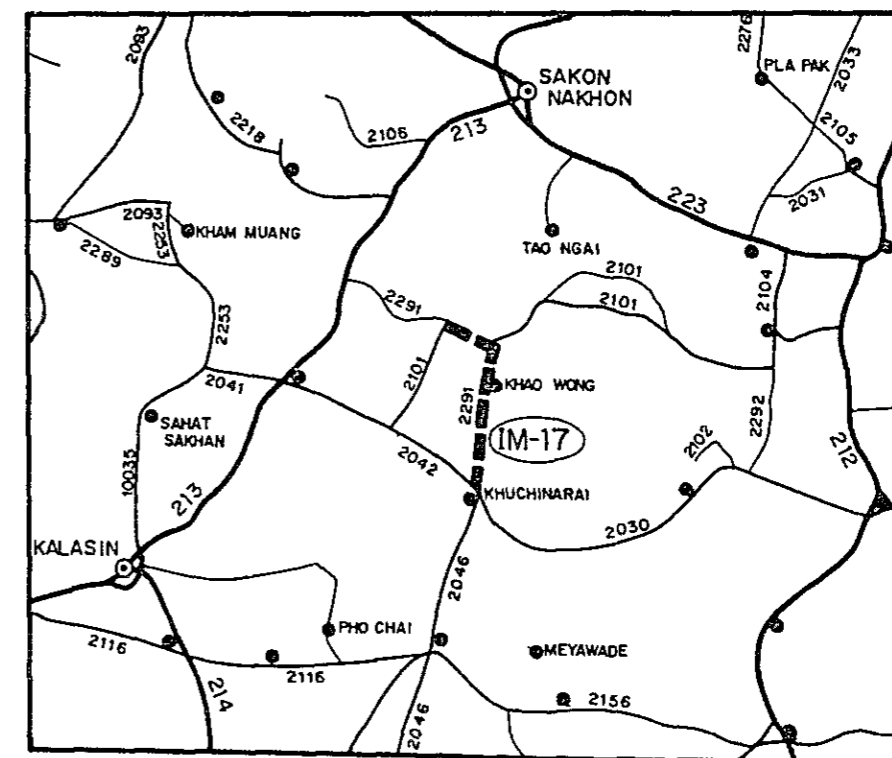 2093
2276
PLA PAK
2033
SAKON
NAKHON
2218
2106
213
2105
223
2031
2093
2253
KHAM MUANG
2289
TAO NGAI
2101
2101
2104
2291
2253
2101
2291
KHAO WONG
2041
2292
SAHAT
SAKHAN
IM-17
2042
2102
212
10035
213
KHUCHINARAI
2030
KALASIN
2046
PHO CHAI
MEYAWADE
2116
2116
214
2046
2156